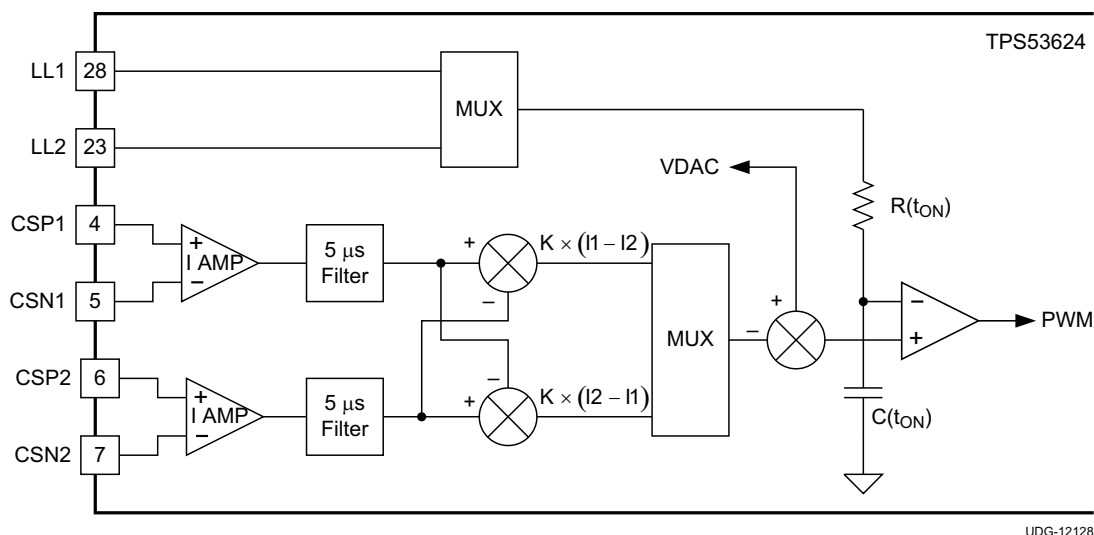 TPS53624
LL1
28
MUX
LL2
23
VDAC
R(tON)
CSP1
4
+
I AMP
−
5 µs
Filter
+
−
K × (I1 – I2)
CSN1
5
MUX
+
−
−
+
PWM
CSP2
6
+
I AMP
−
5 µs
Filter
−
+
K × (I2 – I1)
C(tON)
CSN2
7
UDG-12128